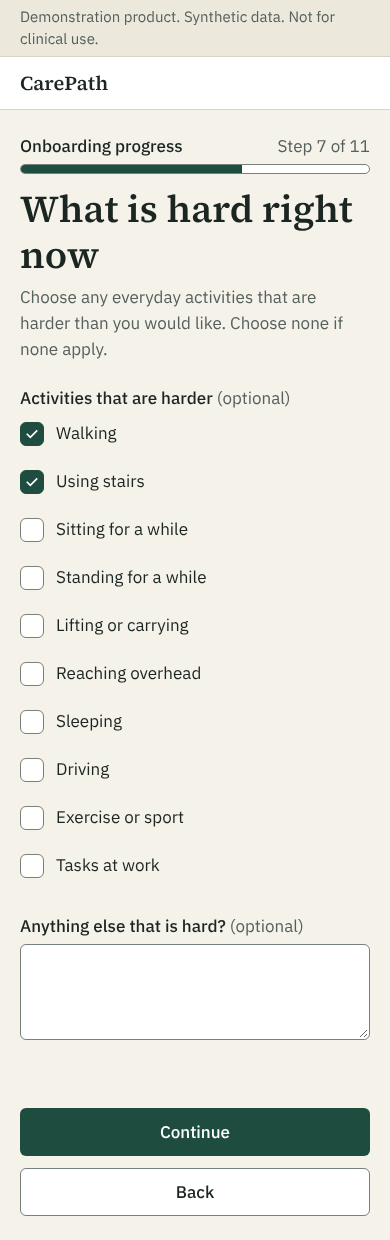 Demonstration product. Synthetic data. Not for
clinical use.
CarePath
Onboarding progress
Step 7 of 11
What is hard right
now
Choose any everyday activities that are
harder than you would like. Choose none if
none apply.
Activities that are harder (optional)
Walking
Using stairs
Sitting for a while
Standing for a while
Lifting or carrying
Reaching overhead
Sleeping
Driving
Exercise or sport
Tasks at work
Anything else that is hard? (optional)
Continue
Back